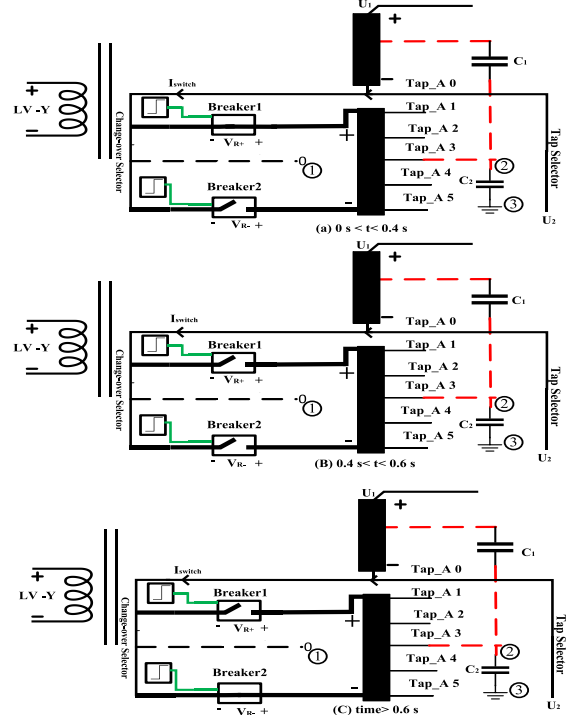 U1
+
C1
+
LV -Y
−
Change-over Selector
Iswitch
Breaker1
- VR+ +
+
-
Tap_A 0
Tap_A 1
Tap_A 2
Tap_A 3
Tap_A 4
Tap_A 5
0 1
2
C2
3
Tap Selector
U2
Breaker2
- VR- +
-
(a) 0 s < t< 0.4 s
U1
+
C1
+
LV -Y
−
Change-over Selector
Iswitch
Breaker1
- VR+ +
+
Tap_A 0
Tap_A 1
Tap_A 2
Tap_A 3
Tap_A 4
Tap_A 5
0 1
2
C2
3
Tap Selector
U2
Breaker2
- VR- +
-
(B) 0.4 s< t< 0.6 s
U1
+
C1
+
LV -Y
−
Change-over Selector
Iswitch
Breaker1
- VR+ +
+
-
Tap_A 0
Tap_A 1
Tap_A 2
Tap_A 3
Tap_A 4
Tap_A 5
0 1
2
C2
3
Tap Selector
U2
Breaker2
- VR- +
-
(C) time> 0.6 s